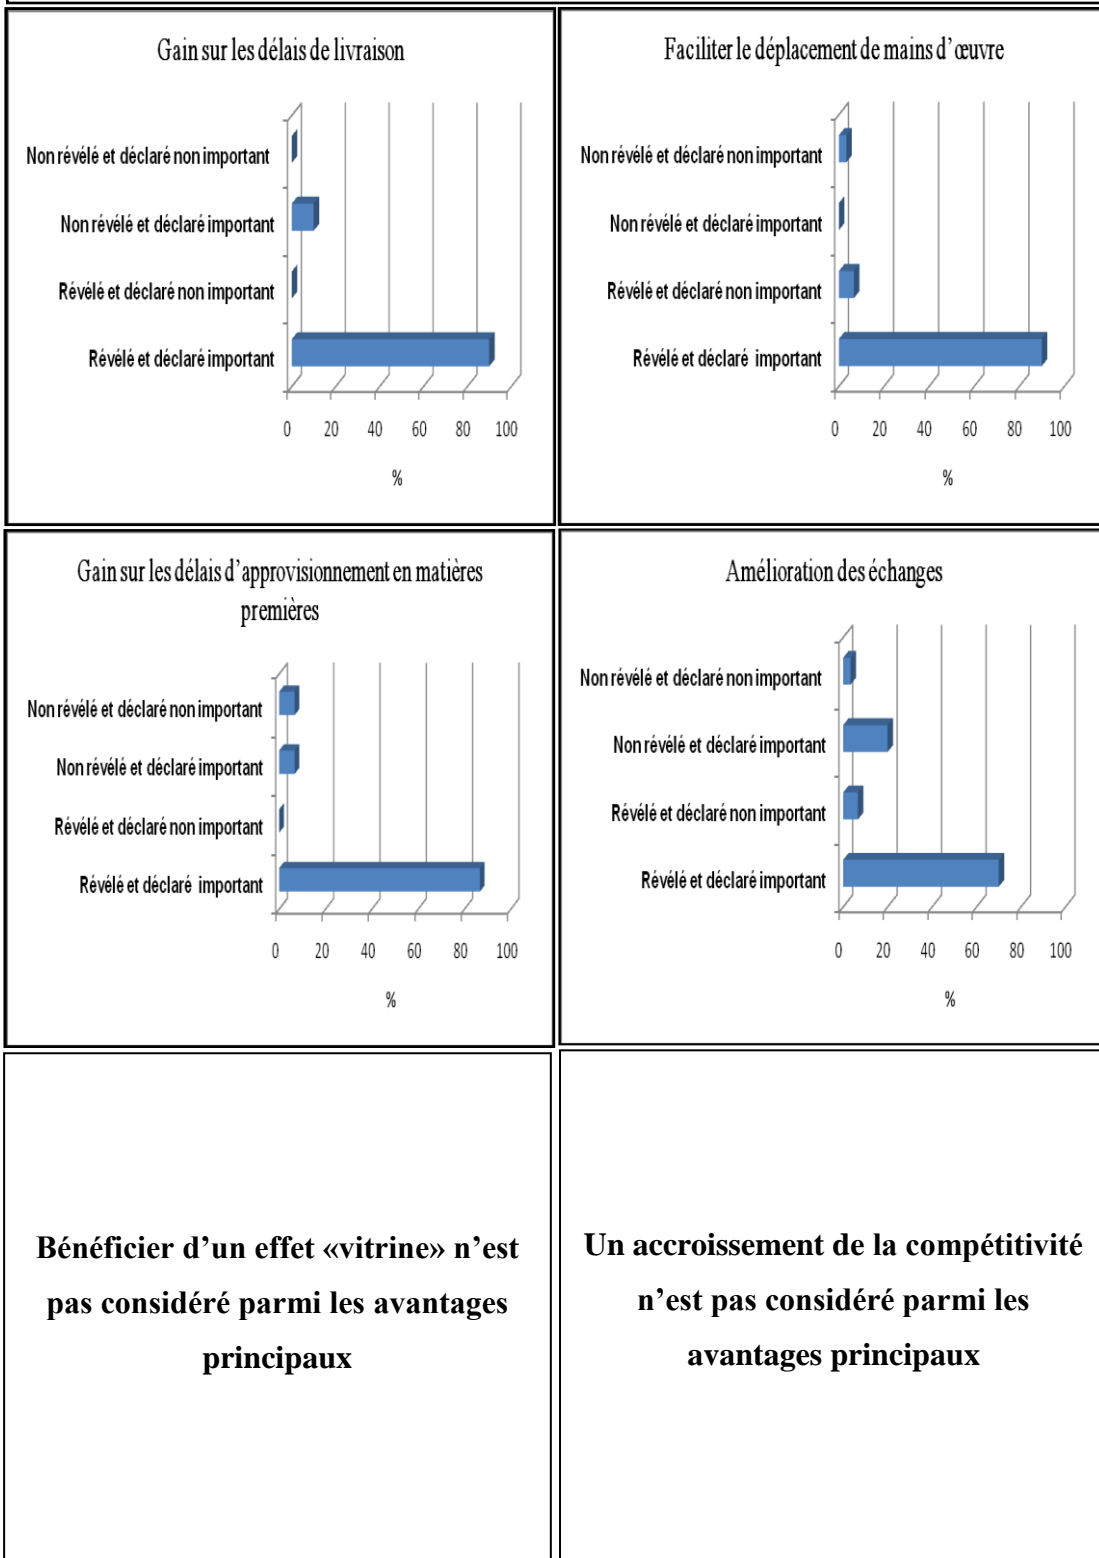 Gain sur les délais de livraison
Non révélé et déclaré non important
Non révélé et déclaré important
Révélé et déclaré non important
Révélé et déclaré important
0 20 40 60 80 100
%
Faciliter le déplacement de mains d’œuvre
Non révélé et déclaré non important
Non révélé et déclaré important
Révélé et déclaré non important
Révélé et déclaré important
0 20 40 60 80 100
%
Gain sur les délais d’approvisionnement en matières
premières
Non révélé et déclaré non important
Non révélé et déclaré important
Révélé et déclaré non important
Révélé et déclaré important
0 20 40 60 80 100
%
Amélioration des échanges
Non révélé et déclaré non important
Non révélé et déclaré important
Révélé et déclaré non important
Révélé et déclaré important
0 20 40 60 80 100
%
Bénéficier d’un effet «vitrine» n’est
pas considéré parmi les avantages
principaux
Un accroissement de la compétitivité
n’est pas considéré parmi les
avantages principaux